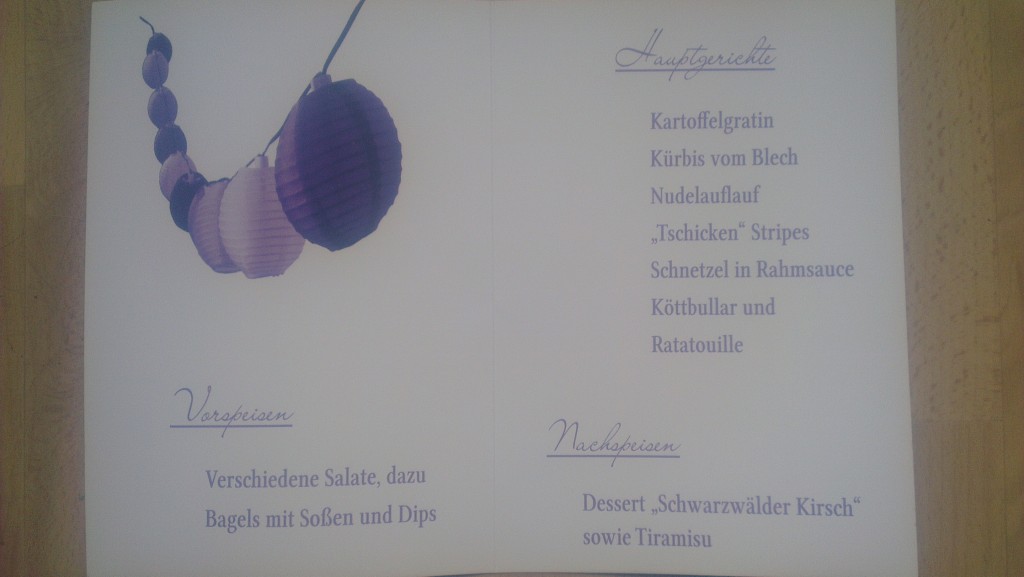 Vorspeisen
Verschiedene Salate, dazu
Bagels mit Soßen und Dips
Hauptgerichte
Kartoffelgratin
Kürbis vom Blech
Nudelauflauf
„Tschicken“ Stripes
Schnetzel in Rahmsauce
Köttbullar und
Ratatouille
Nachspeisen
Dessert „Schwarzwälder Kirsch“
sowie Tiramisu